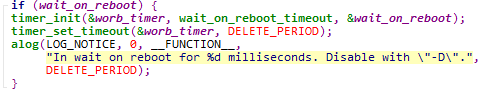 if (wait_on_reboot) {
timer_init(&worb_timer, wait_on_reboot_timeout, &wait_on_reboot);
timer_set_timeout(&worb_timer, DELETE_PERIOD);
alog(LOG_NOTICE, 0, __FUNCTION__,
"In wait on reboot for %d milliseconds. Disable with \"-D\".",
DELETE_PERIOD);
}